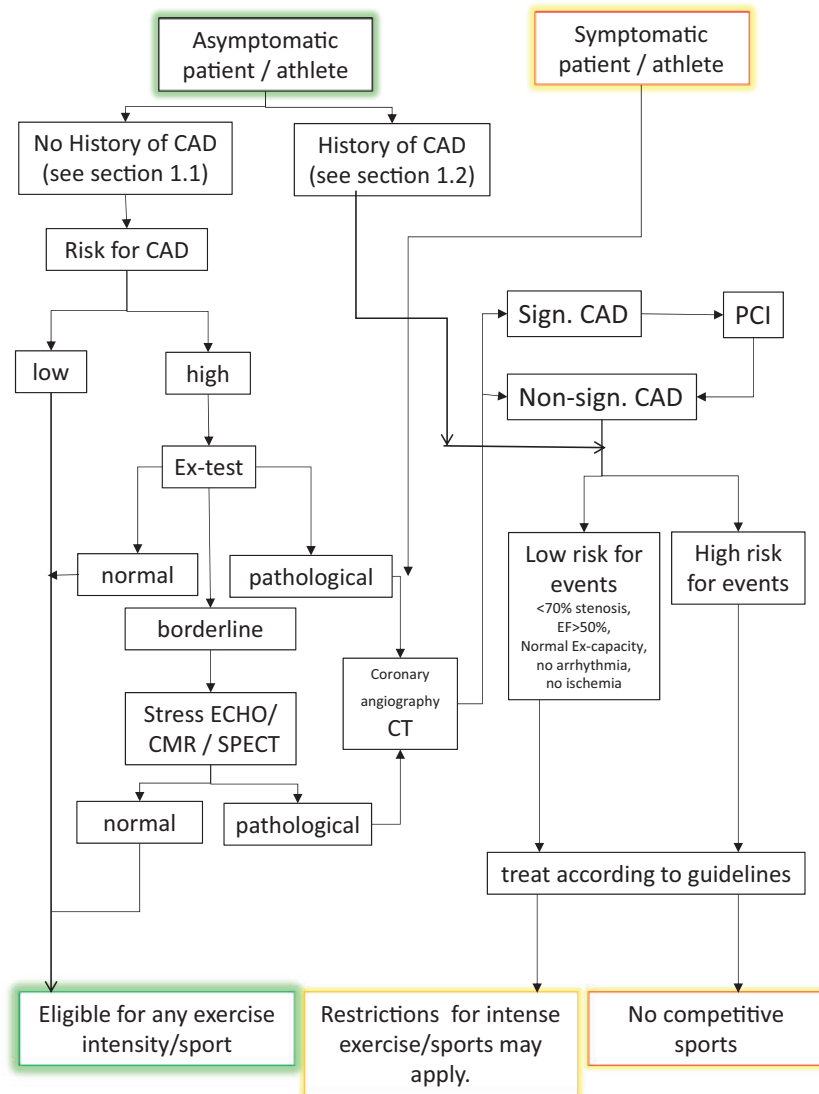 Asymptomatic
patient / athlete
Symptomatic
patient / athlete
No History of CAD
(see section 1.1)
History of CAD
(see section 1.2)
Risk for CAD
Sign. CAD
PCI
low
high
Non-sign. CAD
Ex-test
normal
pathological
Low risk for
events
<70% stenosis,
EF>50%,
Normal Ex-capacity,
no arrhythmia,
no ischemia
High risk
for events
borderline
Coronary
angiography
CT
Stress ECHO/
CMR / SPECT
normal
pathological
treat according to guidelines
Eligible for any exercise
intensity/sport
Restrictions for intense
exercise/sports may
apply.
No competitive
sports